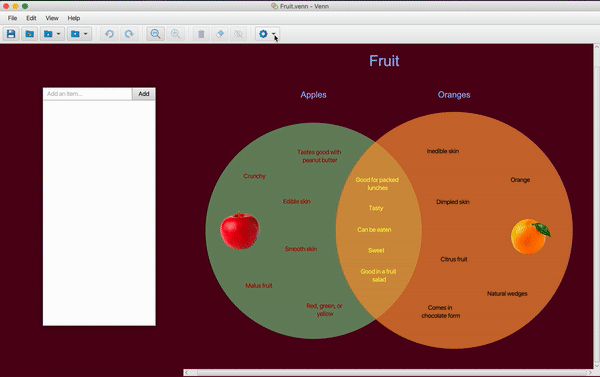 Fruit.venn - Venn
File Edit View Help
Add an item...
Add
Fruit
Apples
Oranges
Tastes good with
peanut butter
Crunchy
Edible skin
Smooth skin
Malus fruit
Red, green, or
yellow
Good for packed
lunches
Tasty
Can be eaten
Sweet
Good in a fruit
salad
Inedible skin
Orange
Dimpled skin
Citrus fruit
Natural wedges
Comes in
chocolate form